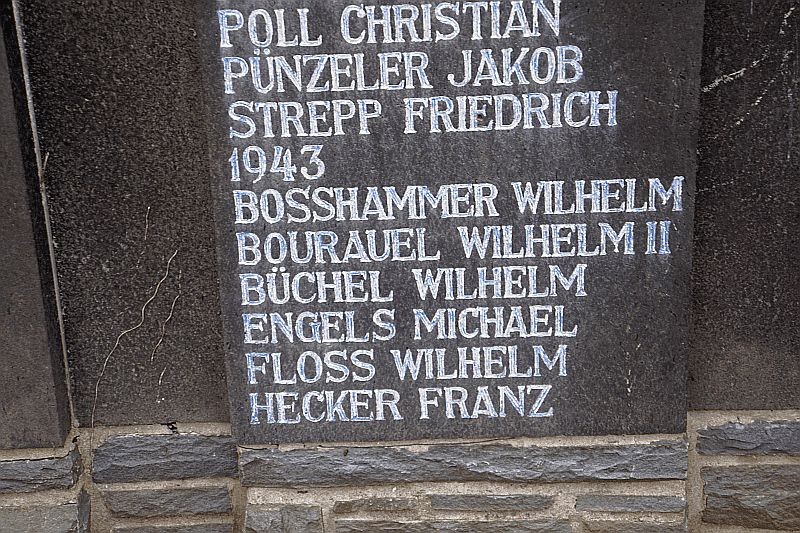 POLL CHRISTIAN
PÜNZELER JAKOB
STREPP FRIEDRICH
1943
BOSSHAMMER WILHELM
BOURAUEL WILHELM II
BÜCHEL WILHELM
ENGELS MICHAEL
FLOSS WILHELM
HECKER FRANZ